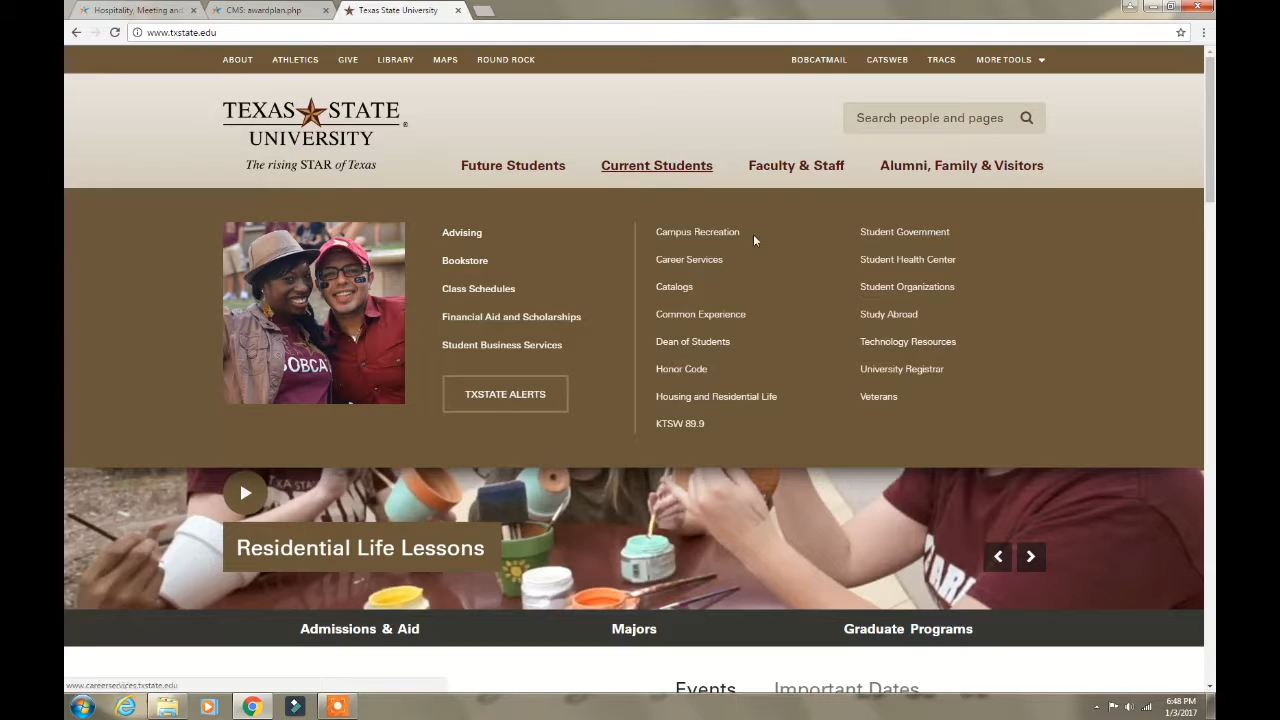 Hospitality, Meeting and
CMS: awardplan.php
Texas State University
www.txstate.edu
ABOUT ATHLETICS GIVE LIBRARY MAPS ROUND ROCK BOBCATMAIL CATSWEB TRACS MORE TOOLS
TEXAS STATE
UNIVERSITY
The rising STAR of Texas
Search people and pages
Future Students Current Students Faculty & Staff Alumni, Family & Visitors
Advising
Bookstore
Class Schedules
Financial Aid and Scholarships
Student Business Services
TXSTATE ALERTS
Campus Recreation
Career Services
Catalogs
Common Experience
Dean of Students
Honor Code
Housing and Residential Life
KTSW 89.9
Student Government
Student Health Center
Student Organizations
Study Abroad
Technology Resources
University Registrar
Veterans
BOBCA
Residential Life Lessons
Admissions & Aid Majors Graduate Programs
Events Important Dates
www.careerservices.txstate.edu
6:48 PM
1/3/2017